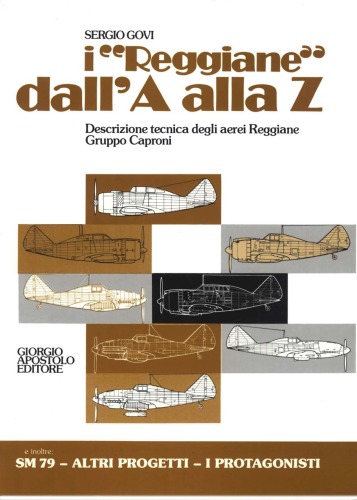 SERGIO GOVI
i "Reggiane"
dall'A alla Z
Descrizione tecnica degli aerei Reggiane
Gruppo Caproni
GIORGIO
APOSTOLO
EDITORE
e inoltre:
SM 79 – ALTRI PROGETTI – I PROTAGONISTI